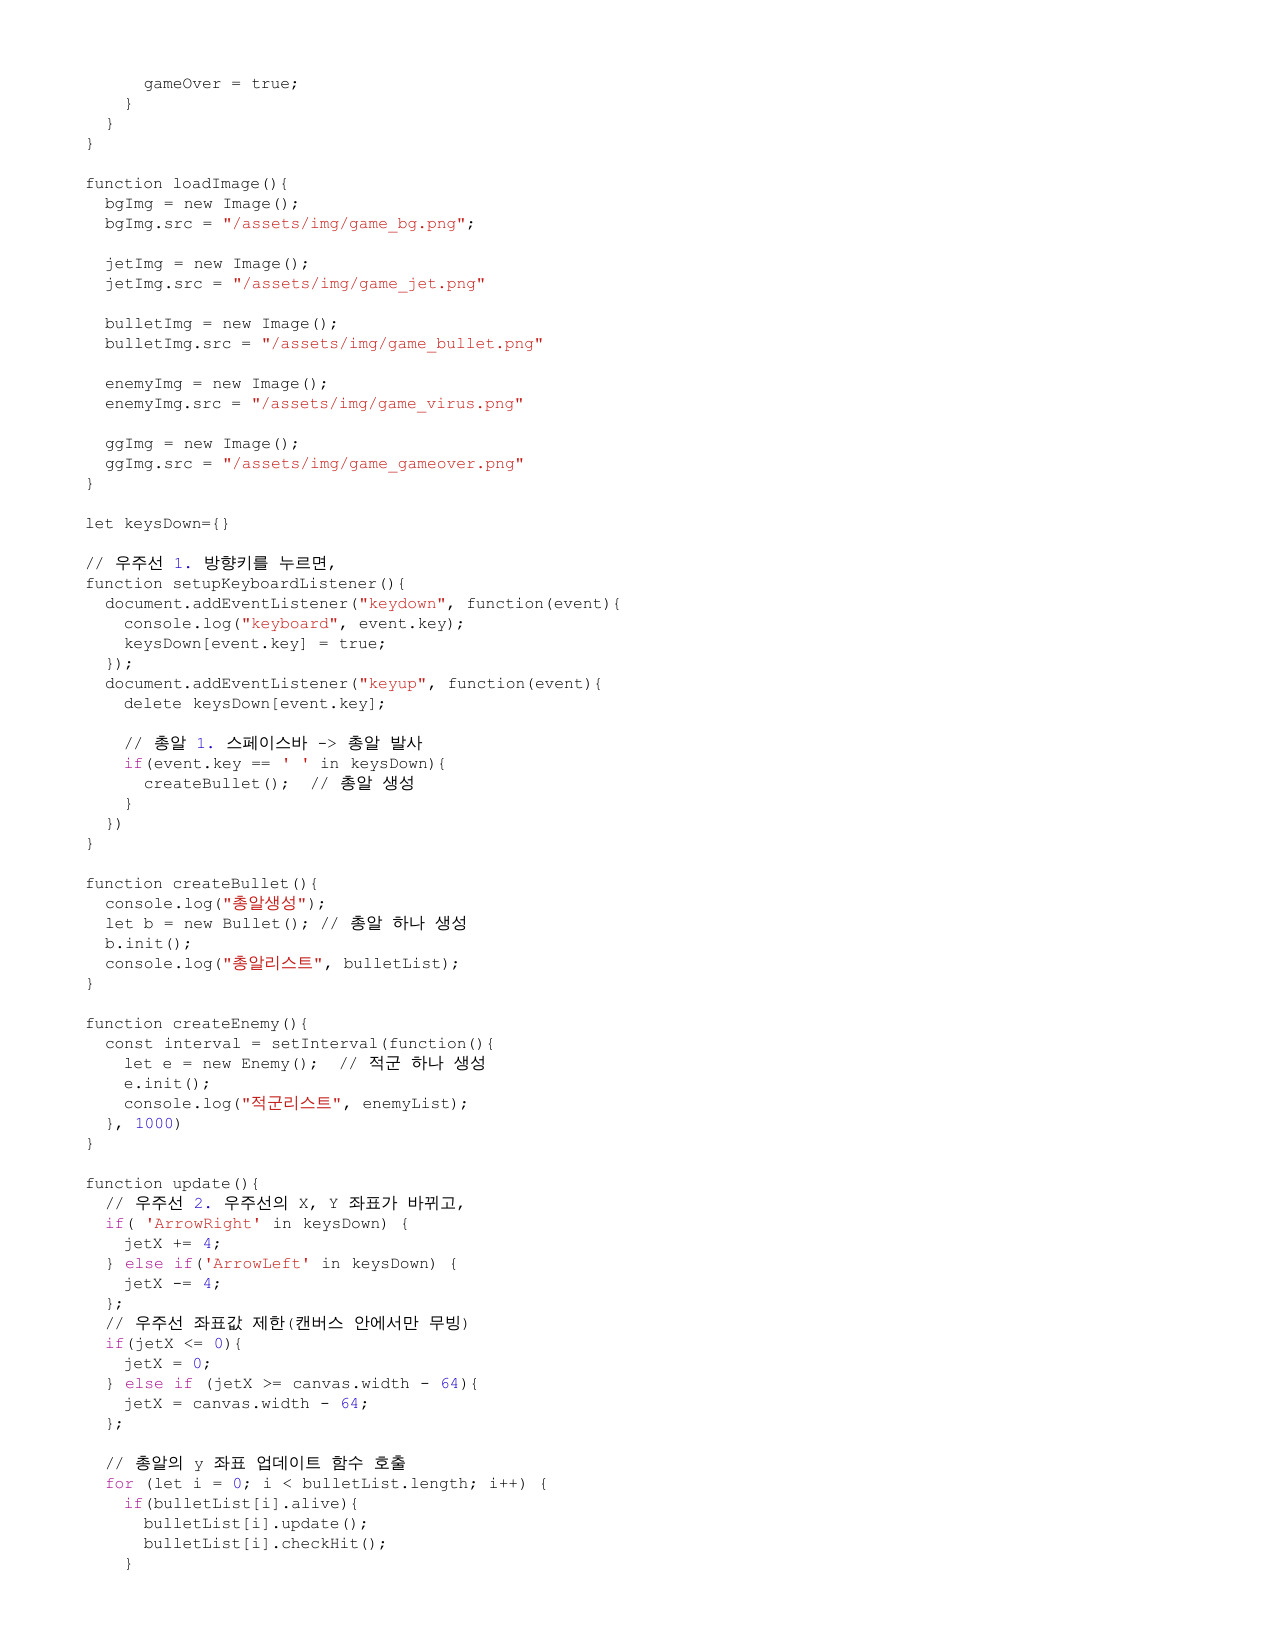 gameOver = true;
}
}
}
function loadImage(){
bgImg = new Image();
bgImg.src = "/assets/img/game_bg.png";
jetImg = new Image();
jetImg.src = "/assets/img/game_jet.png"
bulletImg = new Image();
bulletImg.src = "/assets/img/game_bullet.png"
enemyImg = new Image();
enemyImg.src = "/assets/img/game_virus.png"
ggImg = new Image();
ggImg.src = "/assets/img/game_gameover.png"
}
let keysDown={}
// 우주선 1. 방향키를 누르면,
function setupKeyboardListener(){
document.addEventListener("keydown", function(event){
console.log("keyboard", event.key);
keysDown[event.key] = true;
});
document.addEventListener("keyup", function(event){
delete keysDown[event.key];
// 총알 1. 스페이스바 -> 총알 발사
if(event.key == ' ' in keysDown){
createBullet();  // 총알 생성
}
})
}
function createBullet(){
console.log("총알생성");
let b = new Bullet(); // 총알 하나 생성
b.init();
console.log("총알리스트", bulletList);
}
function createEnemy(){
const interval = setInterval(function(){
let e = new Enemy();  // 적군 하나 생성
e.init();
console.log("적군리스트", enemyList);
}, 1000)
}
function update(){
// 우주선 2. 우주선의 X, Y 좌표가 바뀌고,
if( 'ArrowRight' in keysDown) {
jetX += 4;
} else if('ArrowLeft' in keysDown) {
jetX -= 4;
};
// 우주선 좌표값 제한(캔버스 안에서만 무빙)
if(jetX <= 0){
jetX = 0;
} else if (jetX >= canvas.width - 64){
jetX = canvas.width - 64;
};
// 총알의 y 좌표 업데이트 함수 호출
for (let i = 0; i < bulletList.length; i++) {
if(bulletList[i].alive){
bulletList[i].update();
bulletList[i].checkHit();
}